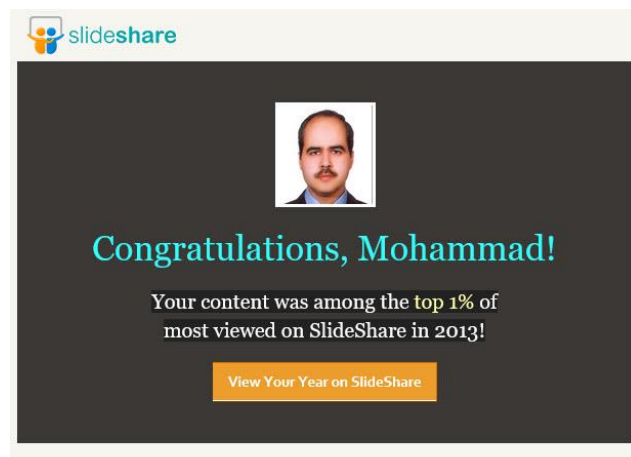 slideshare
Congratulations, Mohammad!
Your content was among the top 1% of
most viewed on SlideShare in 2013!
View Your Year on SlideShare